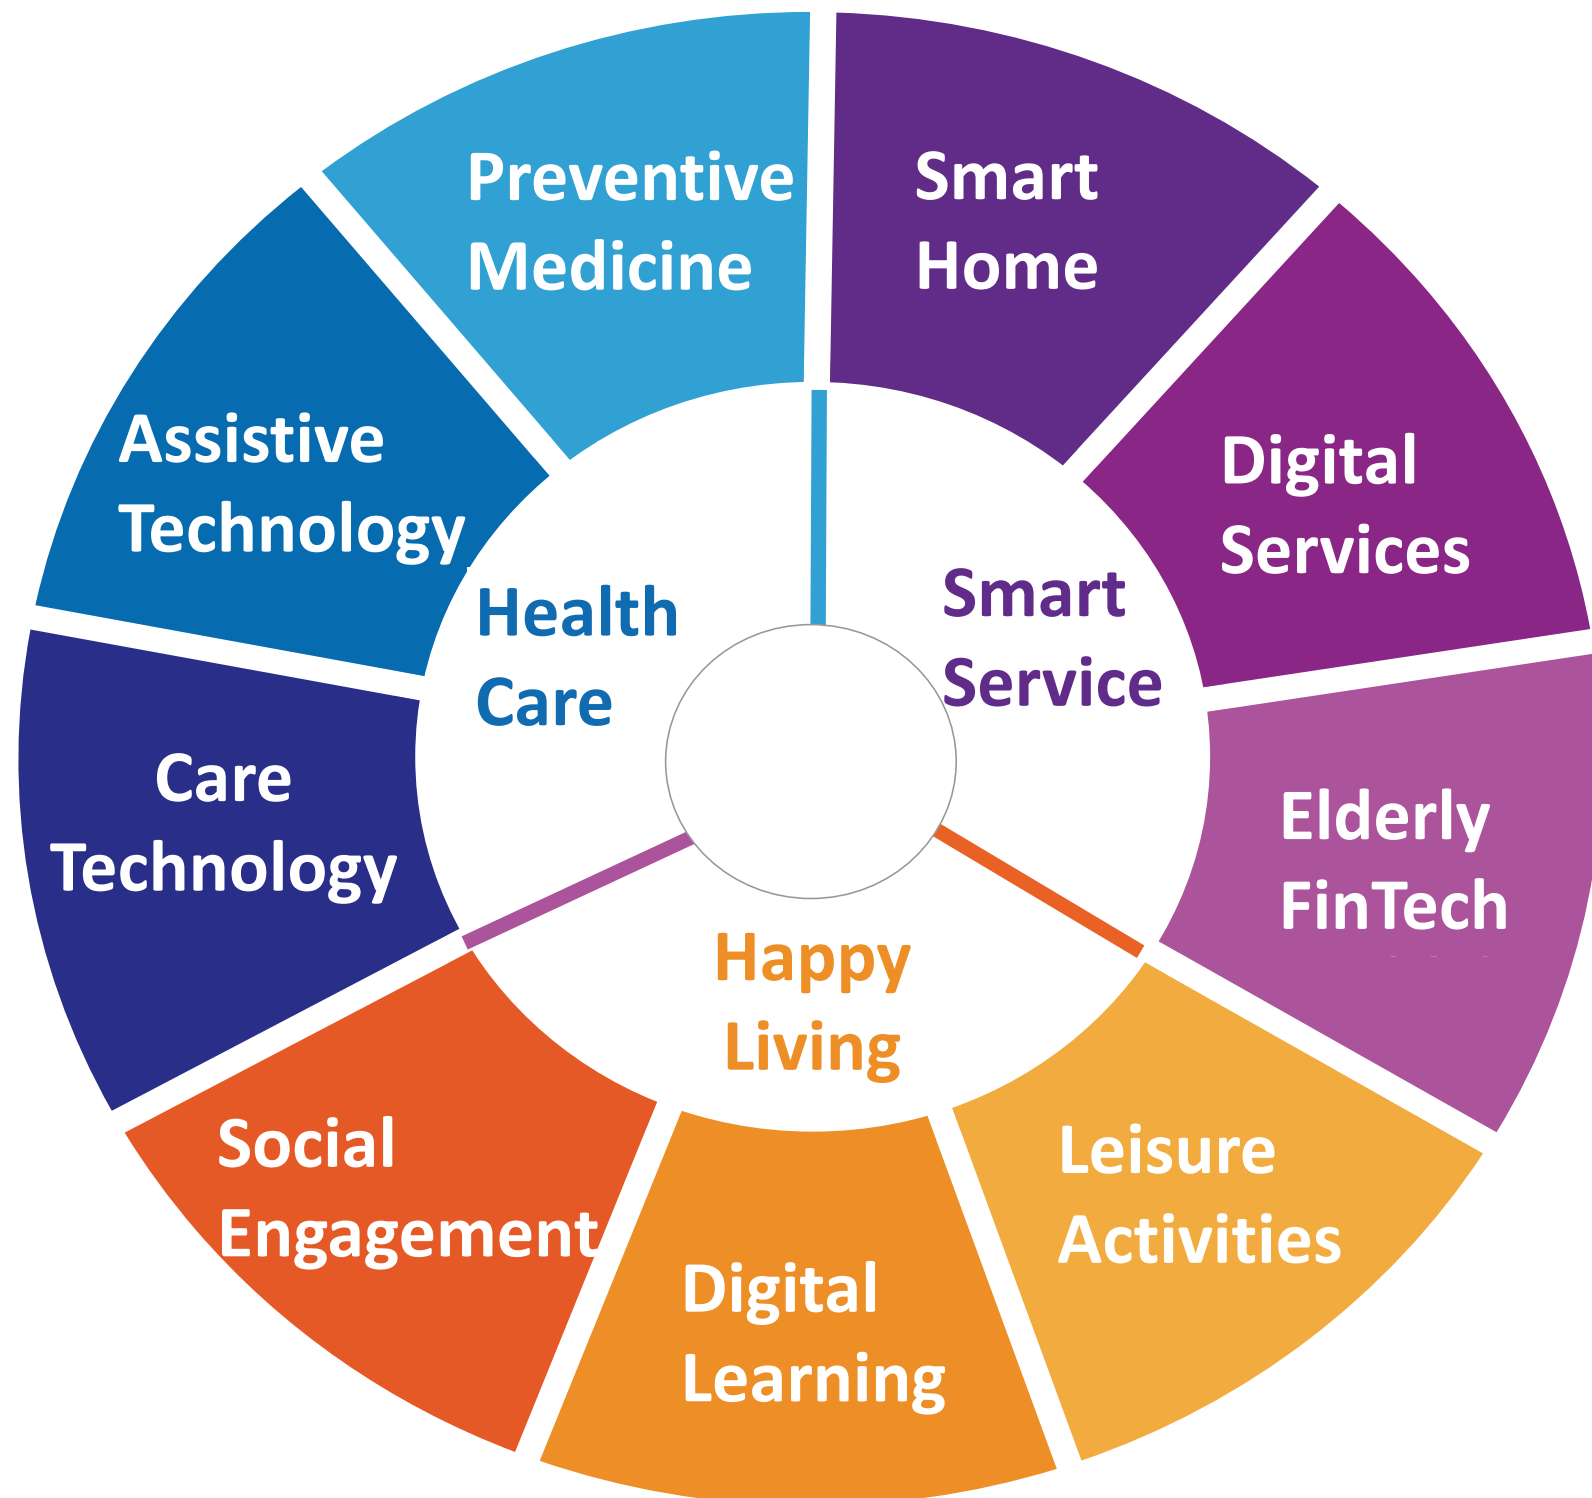 Preventive
Medicine
Smart
Home
Digital
Services
Elderly
FinTech
Leisure
Activities
Digital
Learning
Social
Engagement
Care
Technology
Assistive
Technology
Health
Care
Smart
Service
Happy
Living